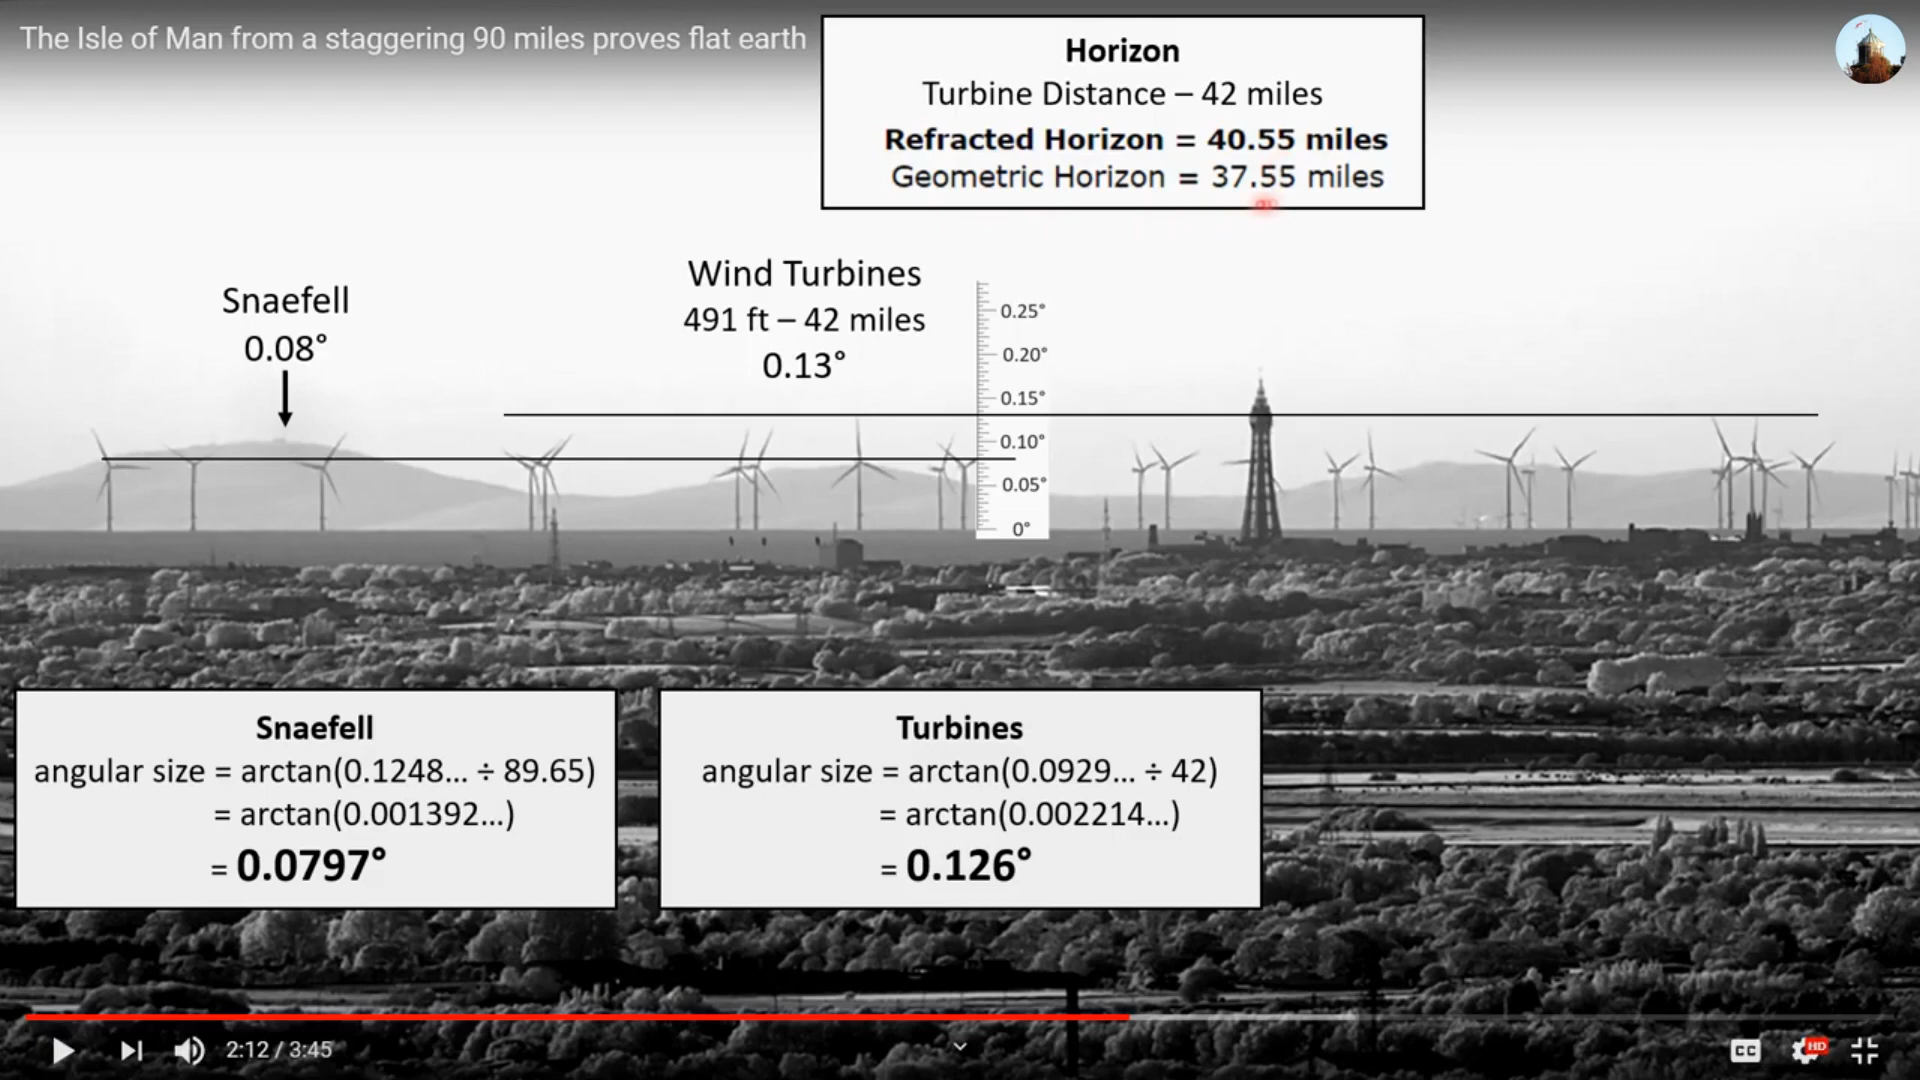 The Isle of Man from a staggering 90 miles proves flat earth
Horizon
Turbine Distance – 42 miles
Refracted Horizon = 40.55 miles
Geometric Horizon = 37.55 miles
Snaefell
0.08°
Wind Turbines
491 ft – 42 miles
0.13°
0.25°
0.20°
0.15°
0.10°
0.05°
0°
Snaefell
angular size = arctan(0.1248... ÷ 89.65)
= arctan(0.001392...)
= 0.0797°
Turbines
angular size = arctan(0.0929... ÷ 42)
= arctan(0.002214...)
= 0.126°
2:12 / 3:45
CC
HD